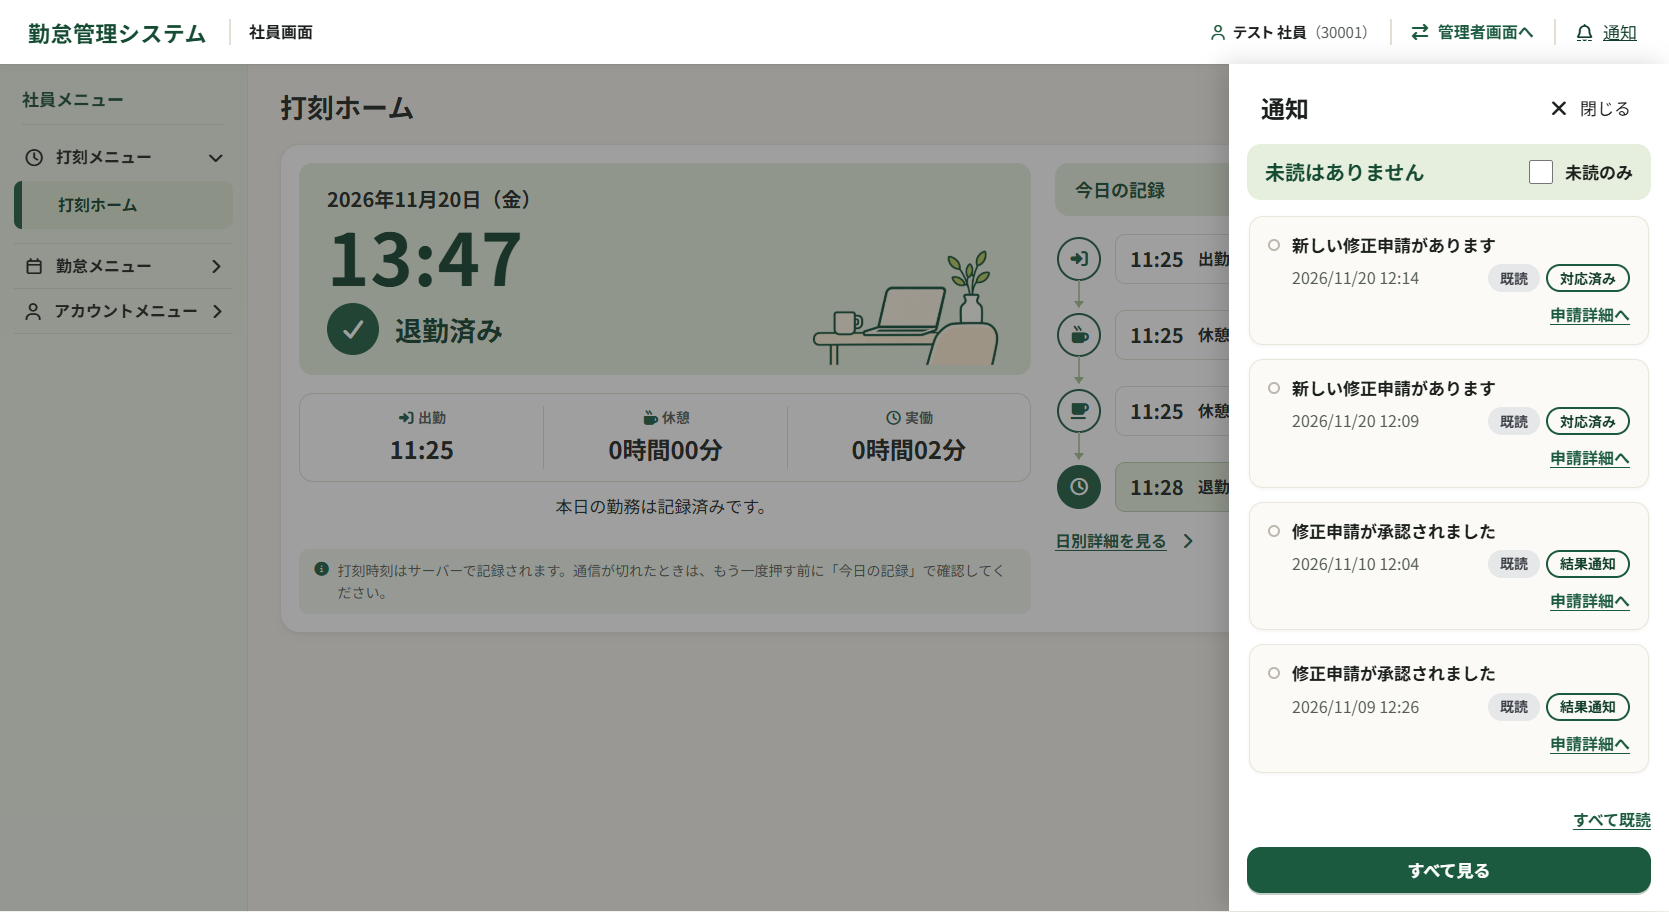 勤怠管理システム
社員画面
テスト 社員（30001）
管理者画面へ
通知
社員メニュー
打刻メニュー
打刻ホーム
勤怠メニュー
アカウントメニュー
打刻ホーム
2026年11月20日（金）
13:47
退勤済み
出勤
11:25
休憩
0時間00分
実働
0時間02分
本日の勤務は記録済みです。
打刻時刻はサーバーで記録されます。通信が切れたときは、もう一度押す前に「今日の記録」で確認してく
ださい。
今日の記録
11:25 出勤
11:25 休憩
11:25 休憩
11:28 退勤
日別詳細を見る
通知
閉じる
未読はありません
未読のみ
新しい修正申請があります
2026/11/20 12:14 既読 対応済み
申請詳細へ
新しい修正申請があります
2026/11/20 12:09 既読 対応済み
申請詳細へ
修正申請が承認されました
2026/11/10 12:04 既読 結果通知
申請詳細へ
修正申請が承認されました
2026/11/09 12:26 既読 結果通知
申請詳細へ
すべて既読
すべて見る